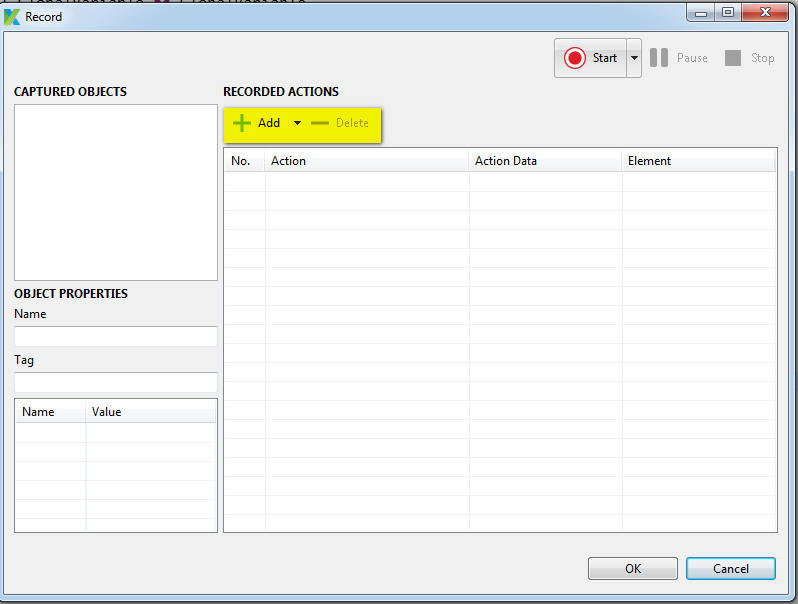 Record
Start Pause Stop
CAPTURED OBJECTS
RECORDED ACTIONS
Add Delete
No. Action Action Data Element
OBJECT PROPERTIES
Name
Tag
Name Value
OK Cancel